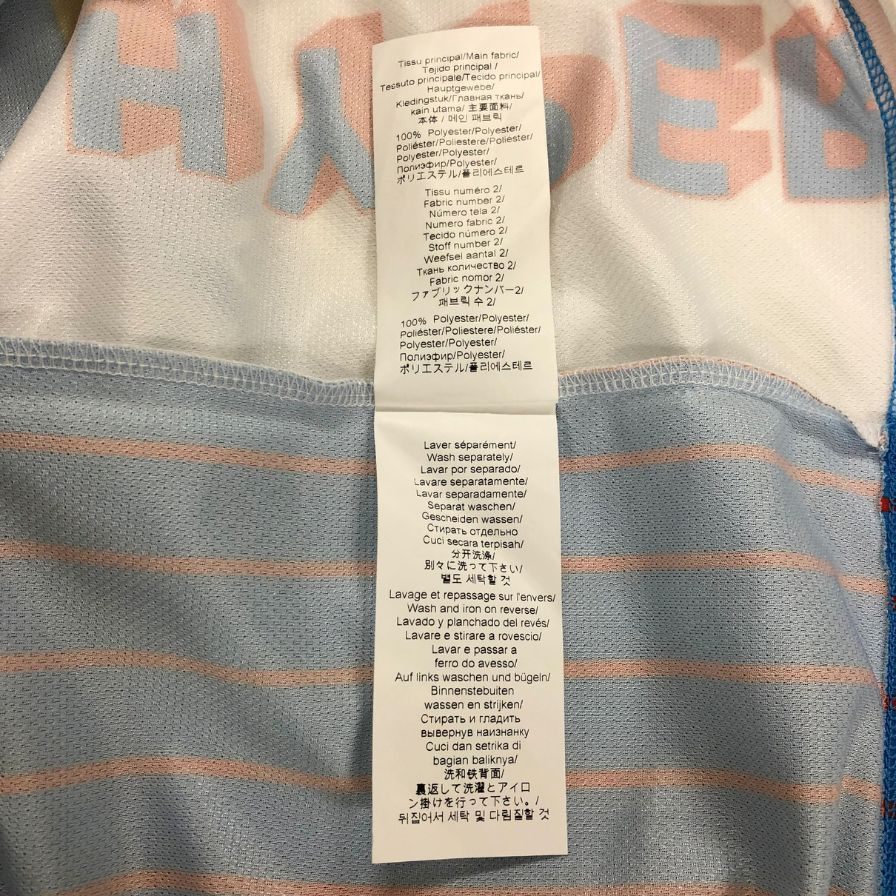 Tissu principal/Main fabric/
Tejido principal /
Tessuto principale/Tecido principal/
Hauptgewebe/
Kledingstuk/Главная ткань/
kain utama/ 主要面料/
本体 / 메인 패브릭
100% Polyester/Polyester/
Poliéster/Poliestere/Poliéster/
Polyester/Polyester/
Полиэфир/Polyester/
ポリエステル/폴리에스테르
Tissu numéro 2/
Fabric number 2/
Número tela 2/
Numero fabric 2/
Tecido número 2/
Stoff number 2/
Weefsel aantal 2/
Ткань количество 2/
Fabric nomor 2/
ファブリックナンバー2/
패브릭 수 2/
100% Polyester/Polyester/
Poliéster/Poliestere/Poliéster/
Polyester/Polyester/
Полиэфир/Polyester/
ポリエステル/폴리에스테르
Laver séparément/
Wash separately/
Lavar por separado/
Lavare separatamente/
Lavar separadamente/
Separat waschen/
Gescheiden wassen/
Стирать отдельно
Cuci secara terpisah/
分开洗涤/
別々に洗って下さい/
별도 세탁할 것
Lavage et repassage sur l'envers/
Wash and iron on reverse/
Lavado y planchado del revés/
Lavare e stirare a rovescio/
Lavar e passar a
ferro do avesso/
Auf links waschen und bügeln/
Binnenstebuiten
wassen en strijken/
Стирать и гладить
вывернув наизнанку
Cuci dan setrika di
bagian baliknya/
洗和铁背面/
裏返して洗濯とアイロ
ン掛けを行って下さい。/
뒤집어서 세탁 및 다림질할 것